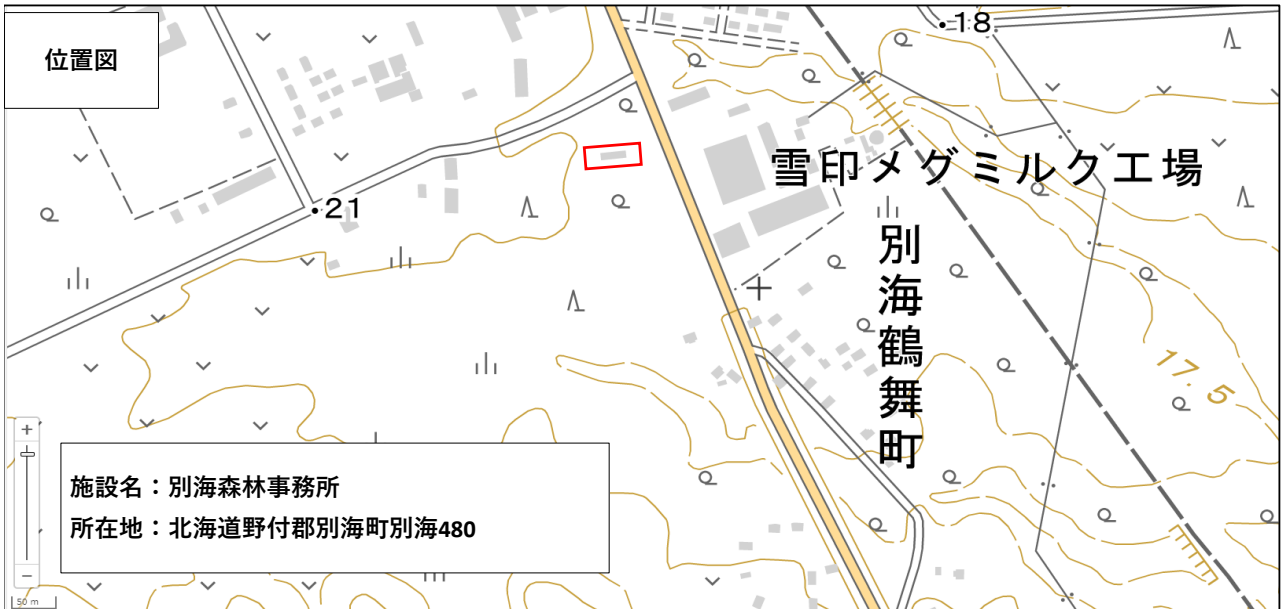 位置図
18
21
雪印メグミルク工場
別海鶴舞町
17.5
+
施設名：別海森林事務所
所在地：北海道野付郡別海町別海480
−
50 m